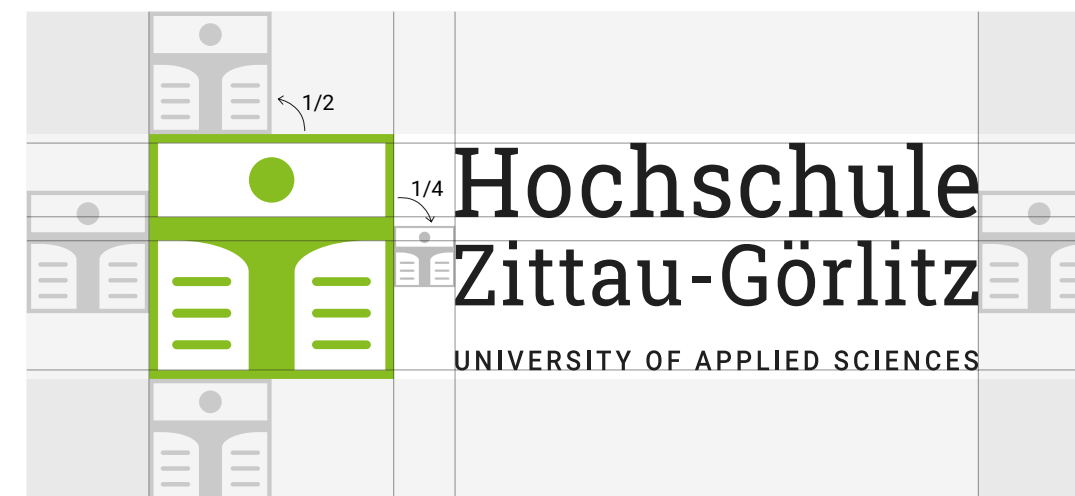 1/2
1/4
Hochschule
Zittau-Görlitz
UNIVERSITY OF APPLIED SCIENCES